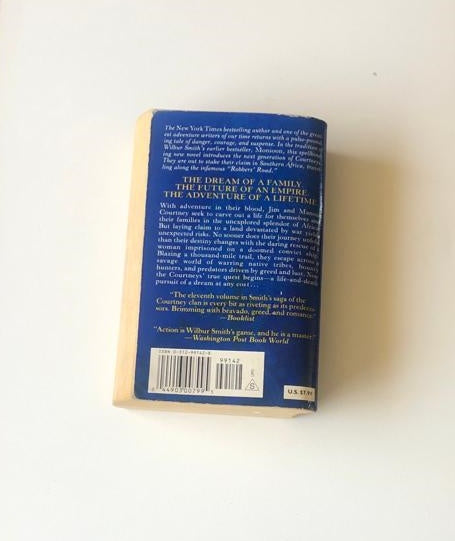 The New York Times bestselling author and one of the great-
est adventure writers of our time returns with a pulse-pound-
ing tale of danger, courage, and suspense. In the tradition of
Wilbur Smith's earlier bestseller, Monsoon, this spellbind-
ing new novel introduces the next generation of Courtneys.
They are out to stake their claim in Southern Africa, travel-
ling along the infamous "Robbers' Road."
THE DREAM OF A FAMILY.
THE FUTURE OF AN EMPIRE.
THE ADVENTURE OF A LIFETIME
With adventure in their blood, Jim and Mansur
Courtney seek to carve out a life for themselves and
their families in the unexplored splendor of Africa.
But laying claim to a land devastated by war yields
unexpected risks. No sooner does their journey unfold
than their destiny changes with the daring rescue of a
woman imprisoned on a doomed convict ship.
Blazing a thousand-mile trail, they escape across a
savage world of warring native tribes, bounty
hunters, and predators driven by greed and lust. Now
the Courtneys' true quest begins—a life-and-death
pursuit of a dream at any cost...
"The eleventh volume in Smith's saga of the
Courtney clan is every bit as riveting as its predeces-
sors. Brimming with bravado, greed, and romance."
—Booklist
"Action is Wilbur Smith's game, and he is a master."
—Washington Post Book World
ISBN 0-312-99142-8
99142
44903 00799 5
S
U.S. $7.99